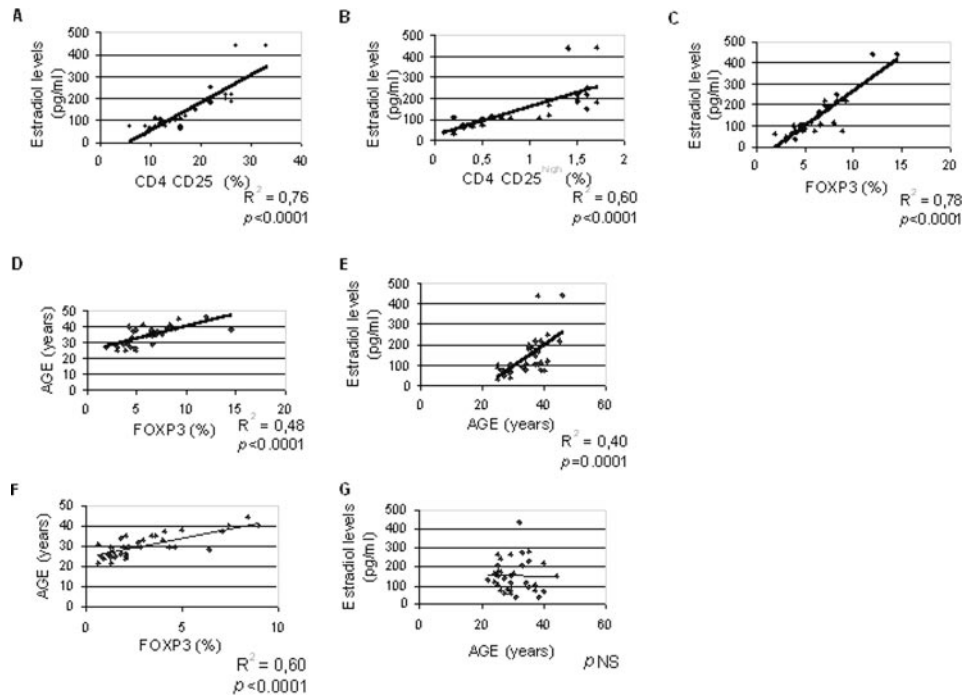 A
Estradiol levels
(pg/ml)
500
400
300
200
100
0
0 10 20 30 40
CD4 CD25 (%)
R2 = 0,76
p<0.0001
B
Estradiol levels
(pg/ml)
500
400
300
200
100
0
0 0,5 1 1,5 2
CD4 CD25high (%)
R2 = 0,60
p<0.0001
C
Estradiol levels
(pg/ml)
500
400
300
200
100
0
0 5 10 15 20
FOXP3 (%)
R2 = 0,78
p<0.0001
D
AGE (years)
50
40
30
20
10
0
0 5 10 15 20
FOXP3 (%)
R2 = 0,48
p<0.0001
E
Estradiol levels
(pg/ml)
500
400
300
200
100
0
0 20 40 60
AGE (years)
R2 = 0,40
p=0.0001
F
AGE (years)
50
40
30
20
10
0
0 5 10
FOXP3 (%)
R2 = 0,60
p<0.0001
G
Estradiol levels
(pg/ml)
500
400
300
200
100
0
0 20 40 60
AGE (years)
pNS